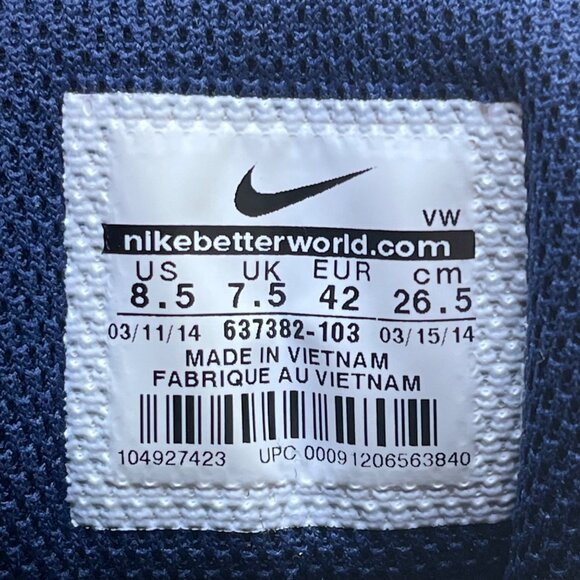 VW
nikebetterworld.com
US UK EUR cm
8.5 7.5 42 26.5
03/11/14 637382-103 03/15/14
MADE IN VIETNAM
FABRIQUE AU VIETNAM
104927423 UPC 00091206563840